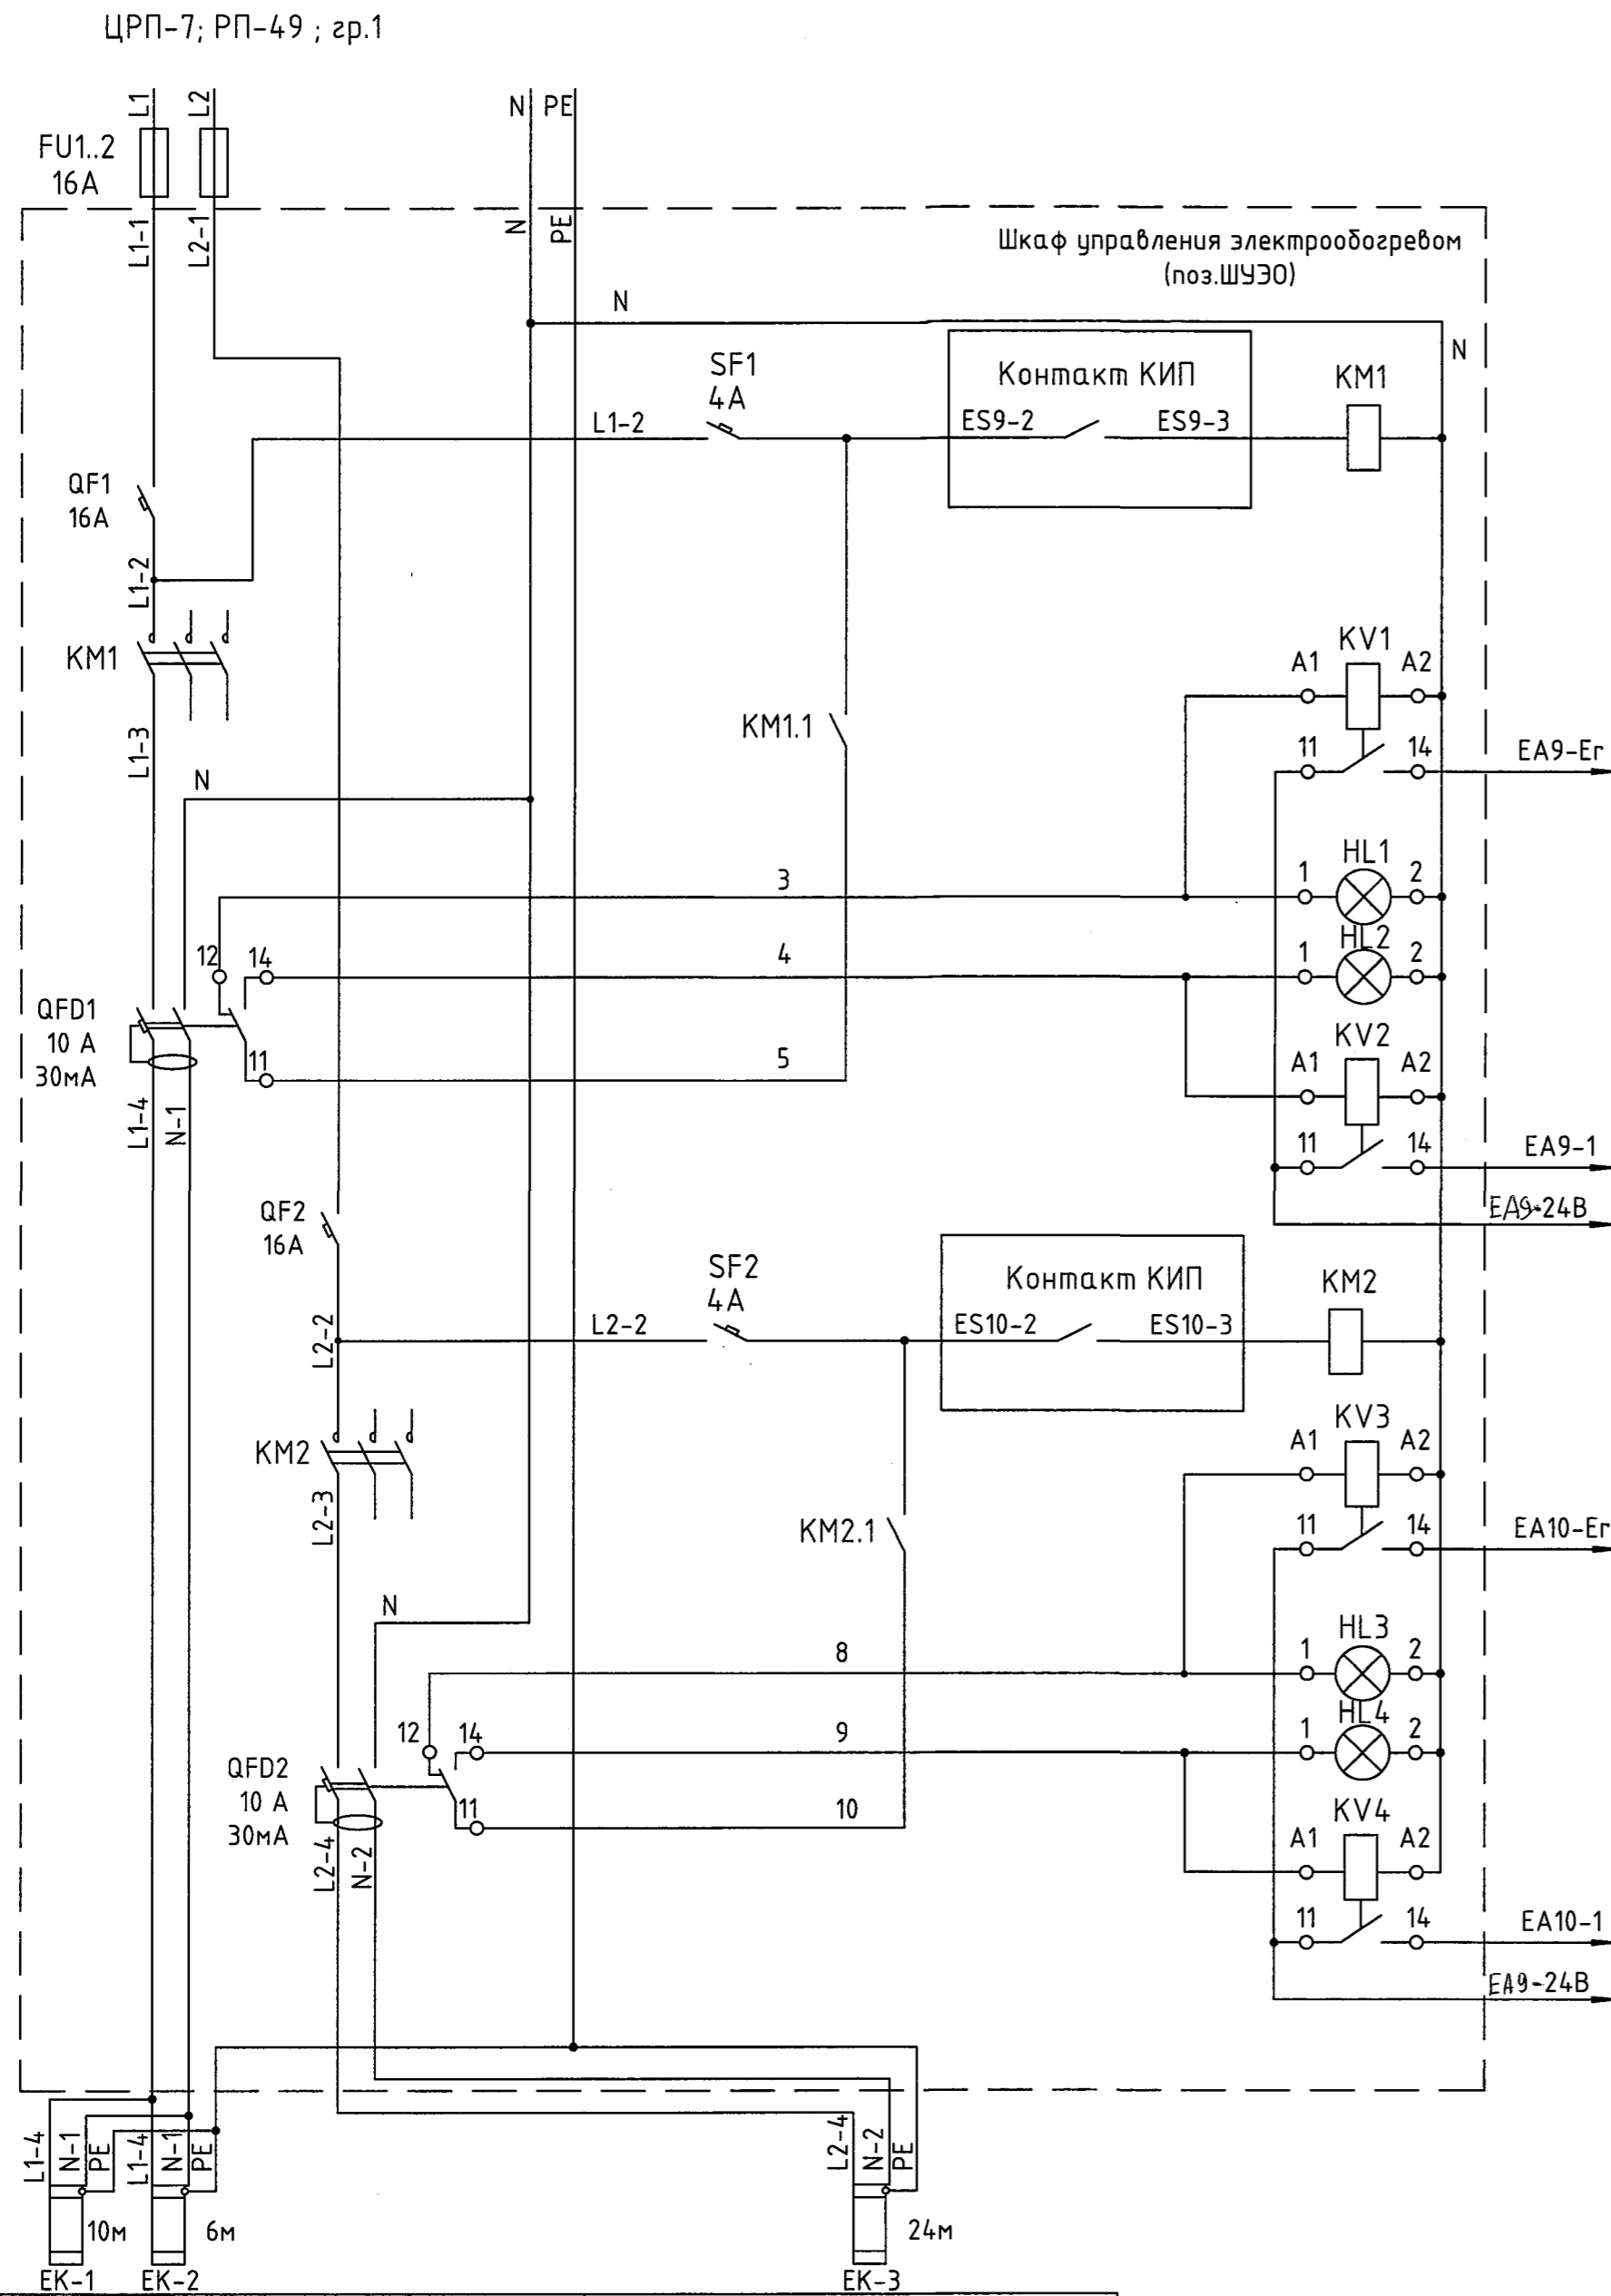 ЦРП-7; РП-49 ; гр.1
L1
L2
N
PE
FU1..2
16А
L1-1
L2-1
N
PE
Шкаф управления электрообогревом
(поз.ШУЭО)
N
N
SF1
4А
Контакт КИП
KM1
L1-2
ES9-2
ES9-3
QF1
16А
L1-2
KM1
KV1
A1
A2
KM1.1
11
14
EA9-Er
L1-3
N
HL1
3
1
2
HL2
12
14
4
1
2
QFD1
10 А
30мА
KV2
11
5
A1
A2
L1-4
N-1
11
14
EA9-1
QF2
16А
EA9-24В
SF2
4А
Контакт КИП
KM2
L2-2
L2-2
ES10-2
ES10-3
KM2
KV3
A1
A2
L2-3
KM2.1
11
14
EA10-Er
N
HL3
8
1
2
HL4
12
14
9
1
2
QFD2
10 А
30мА
KV4
11
10
A1
A2
L2-4
N-2
11
14
EA10-1
EA9-24В
L1-4
N-1
PE
L1-4
N-1
PE
L2-4
N-2
PE
10м
6м
24м
EK-1
EK-2
EK-3